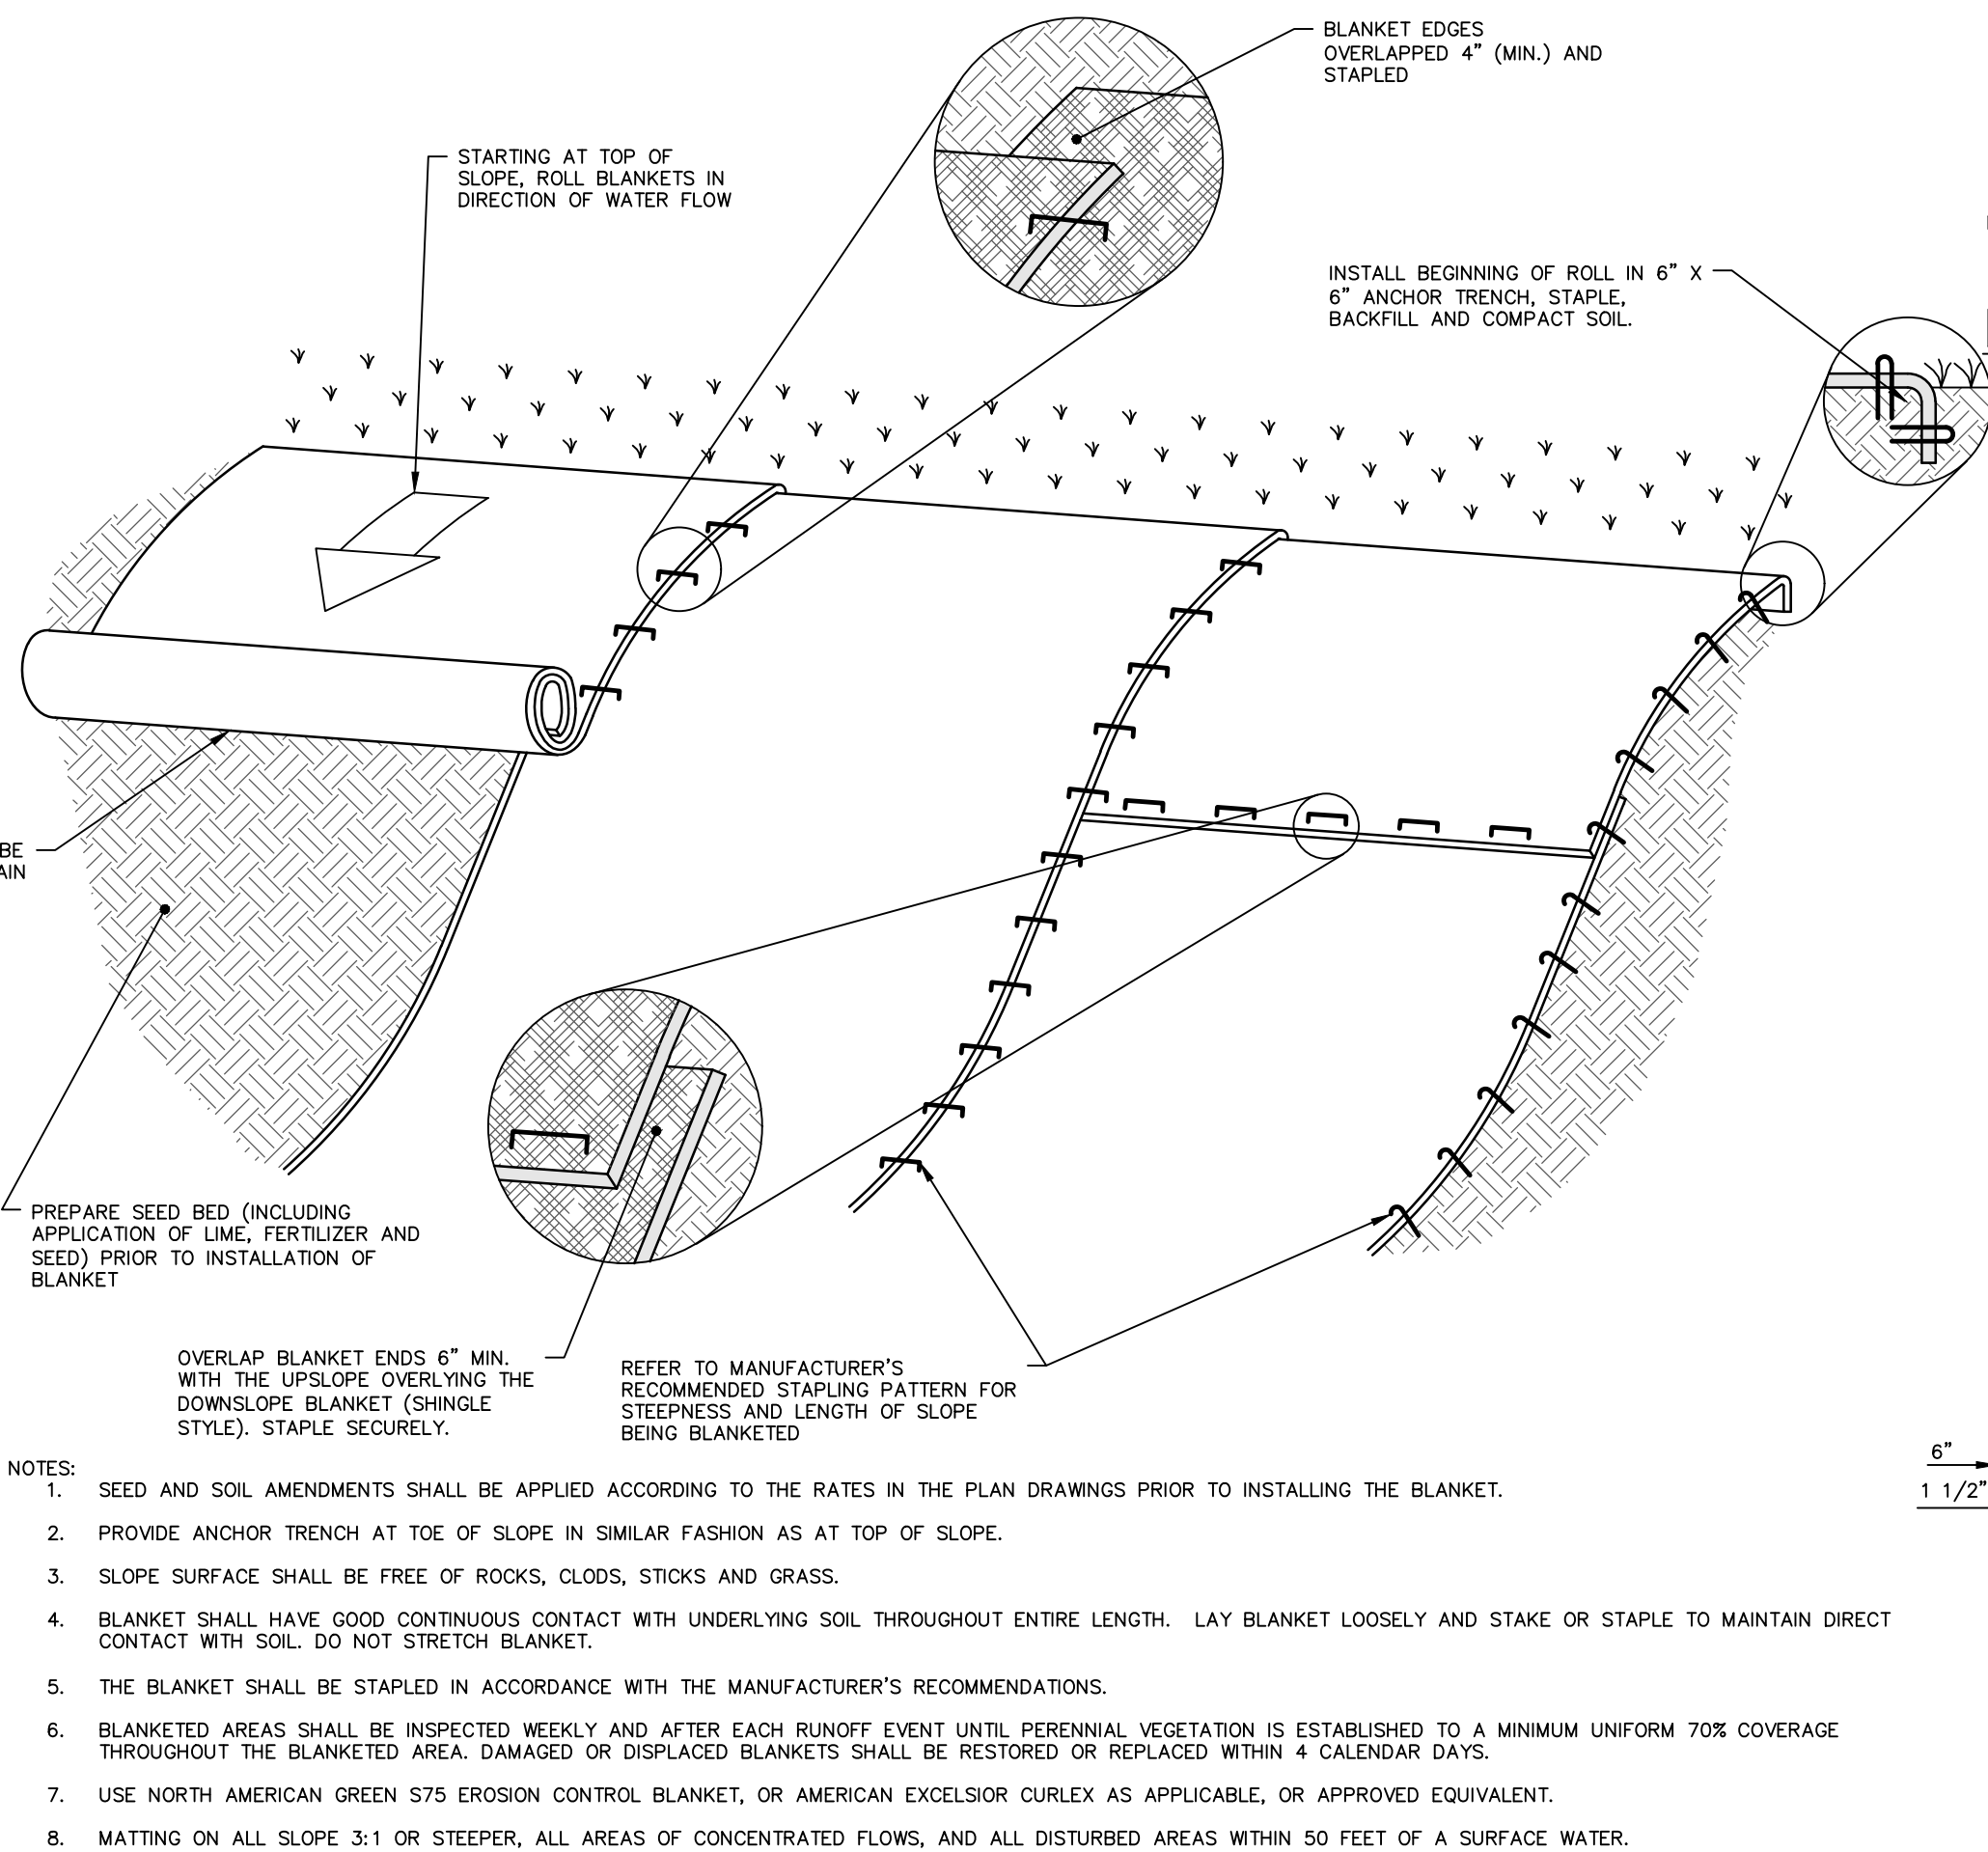 BLANKET EDGES
OVERLAPPED 4” (MIN.) AND
STAPLED
STARTING AT TOP OF
SLOPE, ROLL BLANKETS IN
DIRECTION OF WATER FLOW
INSTALL BEGINNING OF ROLL IN 6” X
6” ANCHOR TRENCH, STAPLE,
BACKFILL AND COMPACT SOIL.
BE
PREPARE SEED BED (INCLUDING
APPLICATION OF LIME, FERTILIZER AND
SEED) PRIOR TO INSTALLATION OF
BLANKET
OVERLAP BLANKET ENDS 6” MIN.
WITH THE UPSLOPE OVERLYING THE
DOWNSLOPE BLANKET (SHINGLE
STYLE). STAPLE SECURELY.
REFER TO MANUFACTURER’S
RECOMMENDED STAPLING PATTERN FOR
STEEPNESS AND LENGTH OF SLOPE
BEING BLANKETED
6”
1 1/2”
NOTES:
1. SEED AND SOIL AMENDMENTS SHALL BE APPLIED ACCORDING TO THE RATES IN THE PLAN DRAWINGS PRIOR TO INSTALLING THE BLANKET.
2. PROVIDE ANCHOR TRENCH AT TOE OF SLOPE IN SIMILAR FASHION AS AT TOP OF SLOPE.
3. SLOPE SURFACE SHALL BE FREE OF ROCKS, CLODS, STICKS AND GRASS.
4. BLANKET SHALL HAVE GOOD CONTINUOUS CONTACT WITH UNDERLYING SOIL THROUGHOUT ENTIRE LENGTH. LAY BLANKET LOOSELY AND STAKE OR STAPLE TO MAINTAIN DIRECT
CONTACT WITH SOIL. DO NOT STRETCH BLANKET.
5. THE BLANKET SHALL BE STAPLED IN ACCORDANCE WITH THE MANUFACTURER’S RECOMMENDATIONS.
6. BLANKETED AREAS SHALL BE INSPECTED WEEKLY AND AFTER EACH RUNOFF EVENT UNTIL PERENNIAL VEGETATION IS ESTABLISHED TO A MINIMUM UNIFORM 70% COVERAGE
THROUGHOUT THE BLANKETED AREA. DAMAGED OR DISPLACED BLANKETS SHALL BE RESTORED OR REPLACED WITHIN 4 CALENDAR DAYS.
7. USE NORTH AMERICAN GREEN S75 EROSION CONTROL BLANKET, OR AMERICAN EXCELSIOR CURLEX AS APPLICABLE, OR APPROVED EQUIVALENT.
8. MATTING ON ALL SLOPE 3:1 OR STEEPER, ALL AREAS OF CONCENTRATED FLOWS, AND ALL DISTURBED AREAS WITHIN 50 FEET OF A SURFACE WATER.